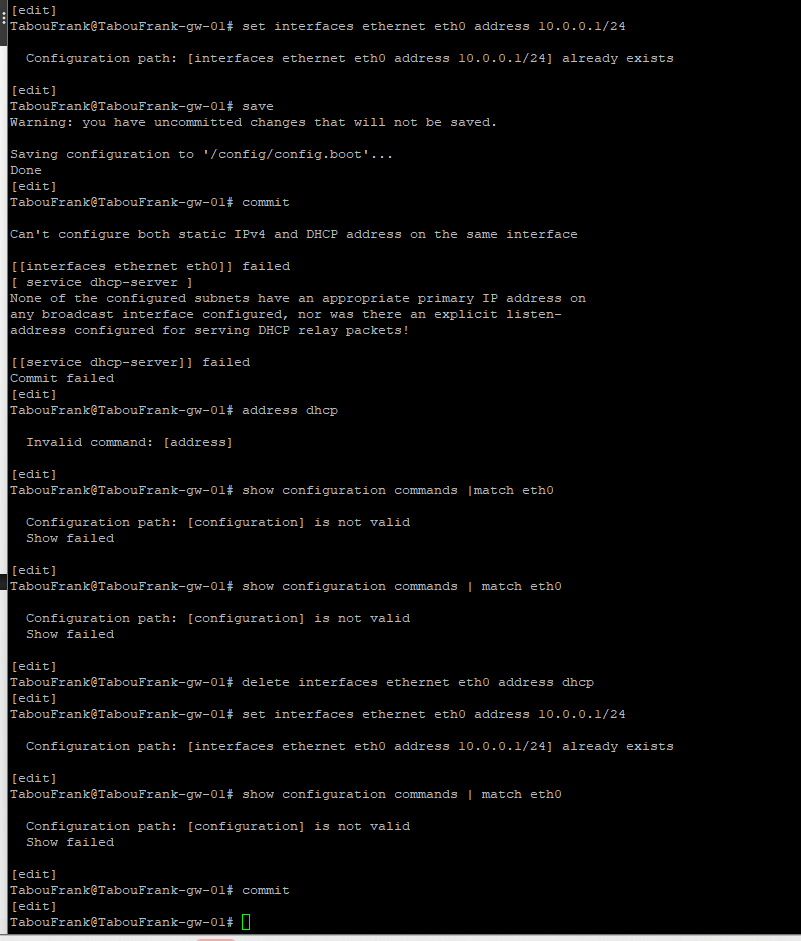 [edit]
TabouFrank@TabouFrank-gw-01# set interfaces ethernet eth0 address 10.0.0.1/24
Configuration path: [interfaces ethernet eth0 address 10.0.0.1/24] already exists
[edit]
TabouFrank@TabouFrank-gw-01# save
Warning: you have uncommitted changes that will not be saved.
Saving configuration to '/config/config.boot'...
Done
[edit]
TabouFrank@TabouFrank-gw-01# commit
Can't configure both static IPv4 and DHCP address on the same interface
[[interfaces ethernet eth0]] failed
[ service dhcp-server ]
None of the configured subnets have an appropriate primary IP address on
any broadcast interface configured, nor was there an explicit listen-
address configured for serving DHCP relay packets!
[[service dhcp-server]] failed
Commit failed
[edit]
TabouFrank@TabouFrank-gw-01# address dhcp
Invalid command: [address]
[edit]
TabouFrank@TabouFrank-gw-01# show configuration commands |match eth0
Configuration path: [configuration] is not valid
Show failed
[edit]
TabouFrank@TabouFrank-gw-01# show configuration commands | match eth0
Configuration path: [configuration] is not valid
Show failed
[edit]
TabouFrank@TabouFrank-gw-01# delete interfaces ethernet eth0 address dhcp
[edit]
TabouFrank@TabouFrank-gw-01# set interfaces ethernet eth0 address 10.0.0.1/24
Configuration path: [interfaces ethernet eth0 address 10.0.0.1/24] already exists
[edit]
TabouFrank@TabouFrank-gw-01# show configuration commands | match eth0
Configuration path: [configuration] is not valid
Show failed
[edit]
TabouFrank@TabouFrank-gw-01# commit
[edit]
TabouFrank@TabouFrank-gw-01#